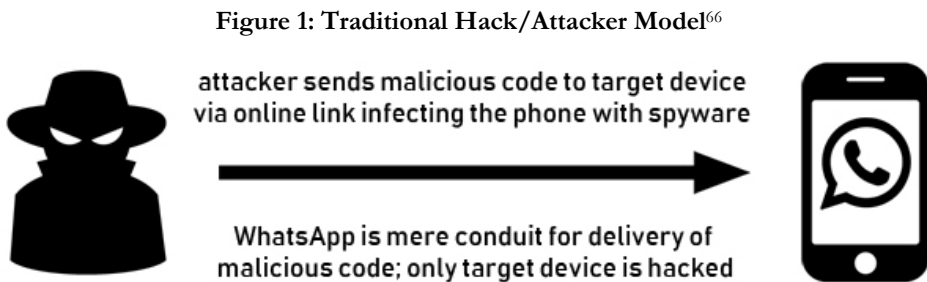 Figure 1: Traditional Hack/Attacker Model66
attacker sends malicious code to target device
via online link infecting the phone with spyware
WhatsApp is mere conduit for delivery of
malicious code; only target device is hacked